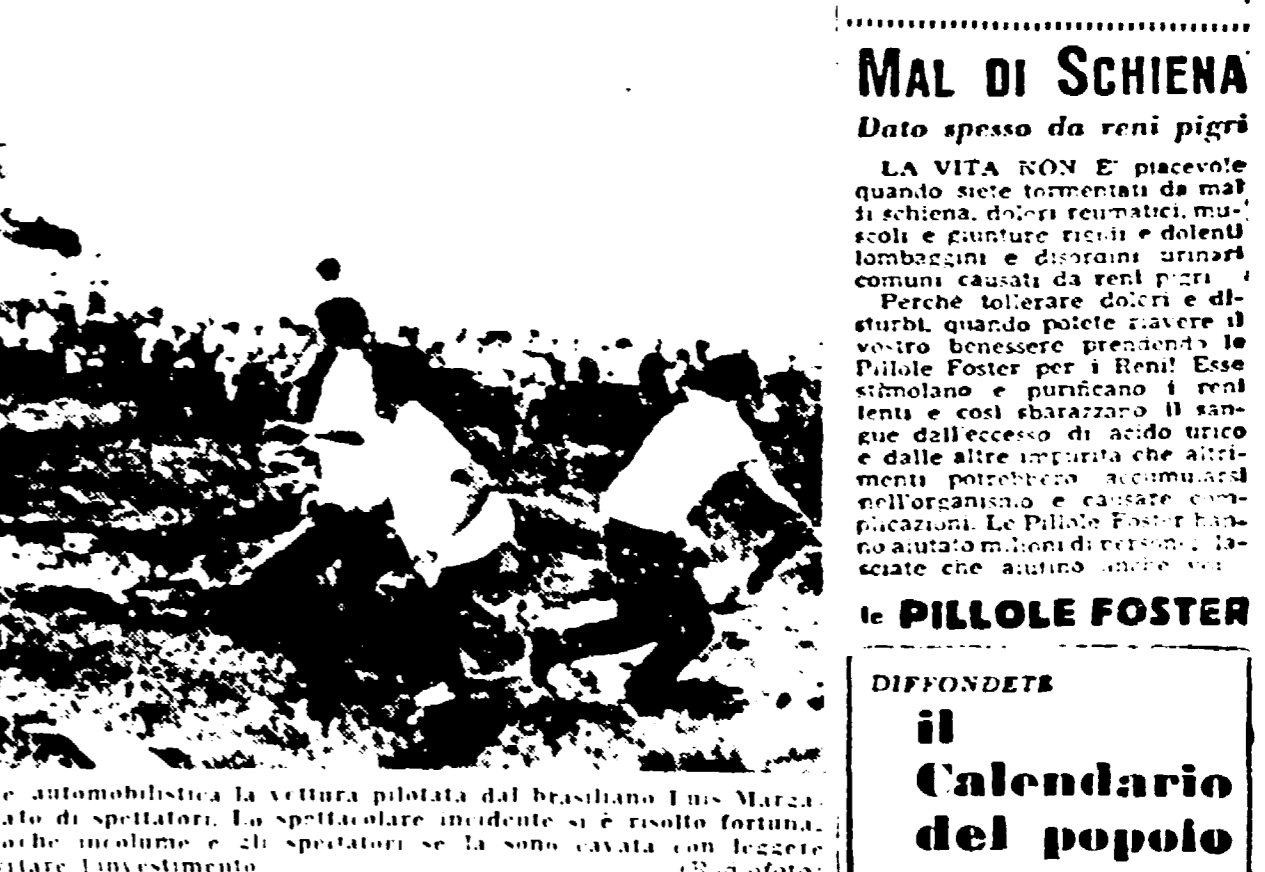 e automobilistica la vettura pilotata dal brasiliano Luis
ato di spettatori. Lo spettacolare incidente si è risolto fortuna.
incolume e gli spettatori se la sono cavata con leggere
l'investimento
MAL DI SCHIENA
Dato spesso da reni pigri
LA VITA NON E' piacevole
quando siete tormentati da mal
di schiena, dolori reumatici, mu-
scoli e giunture rigidi e dolenti
lombaggini e disordini urinari
comuni causati da reni pigri
Perchè tollerare dolori e di-
sturbi, quando potete riavere il
vostro benessere prendendo le
Pillole Foster per i Reni! Esse
stimolano e purificano i reni
lenti e così sbarazzano il san-
gue dall'eccesso di acido urico
e dalle altre impurità che altri-
menti potrebbero accumularsi
nell'organismo e causare com-
plicazioni. Le Pillole Foster han-
no aiutato milioni di persone: la-
sciate che aiutino anche voi
le PILLOLE FOSTER
DIFFONDETE
il
Calendario
del popolo